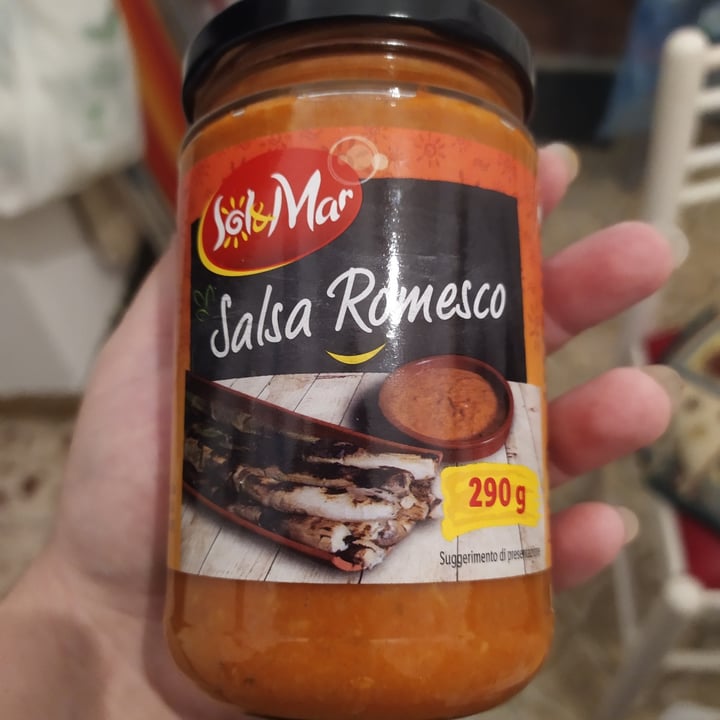 Sol&Mar
Salsa Romesco
290 g
Suggerimento di presentazione